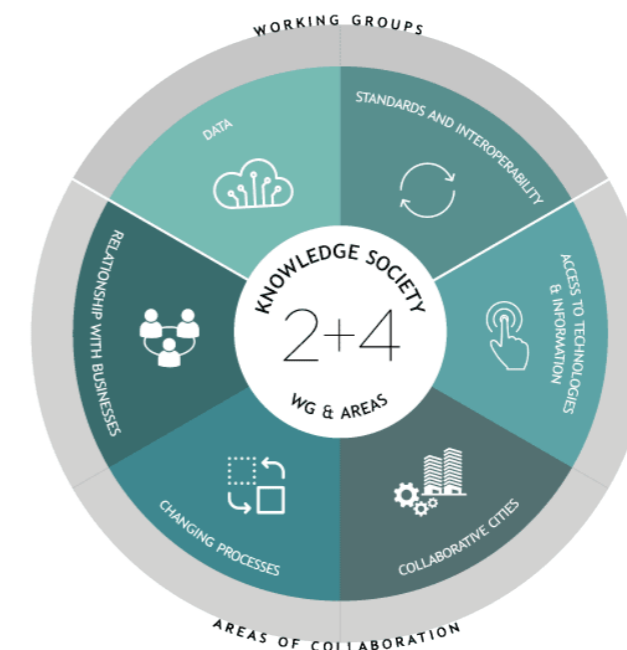 WORKING GROUPS
DATA
STANDARDS AND INTEROPERABILITY
RELATIONSHIP WITH BUSINESSES
KNOWLEDGE SOCIETY
2+4
WG & AREAS
ACCESS TO TECHNOLOGIES
& INFORMATION
CHANGING PROCESSES
COLLABORATIVE CITIES
AREAS OF COLLABORATION